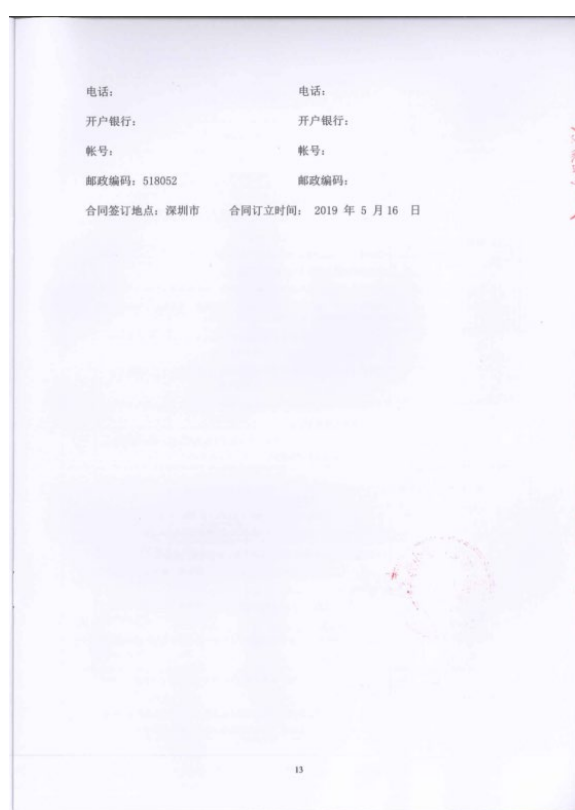 电话： 电话：
开户银行： 开户银行：
帐号： 帐号：
邮政编码：518052 邮政编码：
合同签订地点：深圳市 合同订立时间： 2019 年 5 月 16 日
13